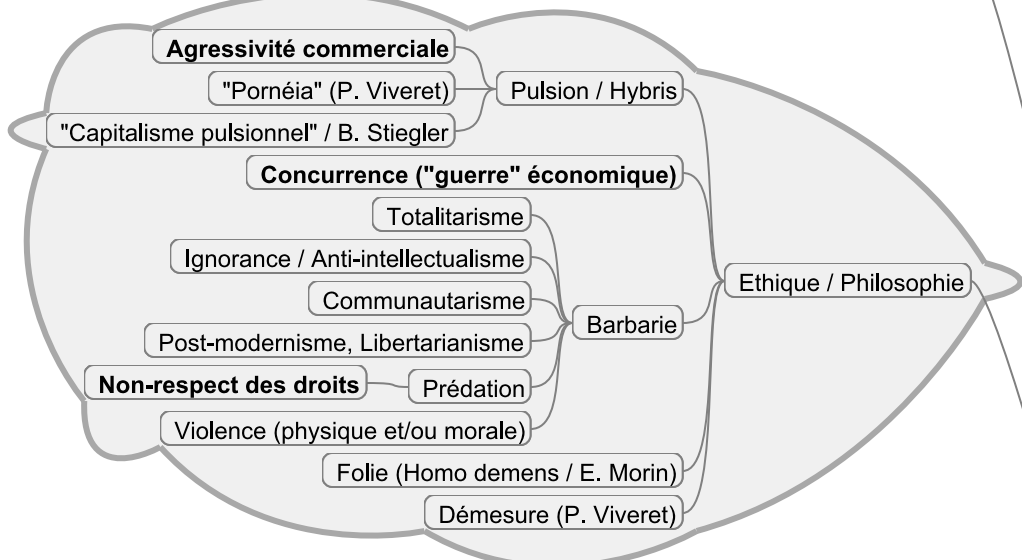 Agressivité commerciale
"Pornéia" (P. Viveret)
Pulsion / Hybris
"Capitalisme pulsionnel" / B. Stiegler
Concurrence ("guerre" économique)
Totalitarisme
Ignorance / Anti-intellectualisme
Ethique / Philosophie
Communautarisme
Barbarie
Post-modernisme, Libertarianisme
Non-respect des droits
Prédation
Violence (physique et/ou morale)
Folie (Homo demens / E. Morin)
Démesure (P. Viveret)